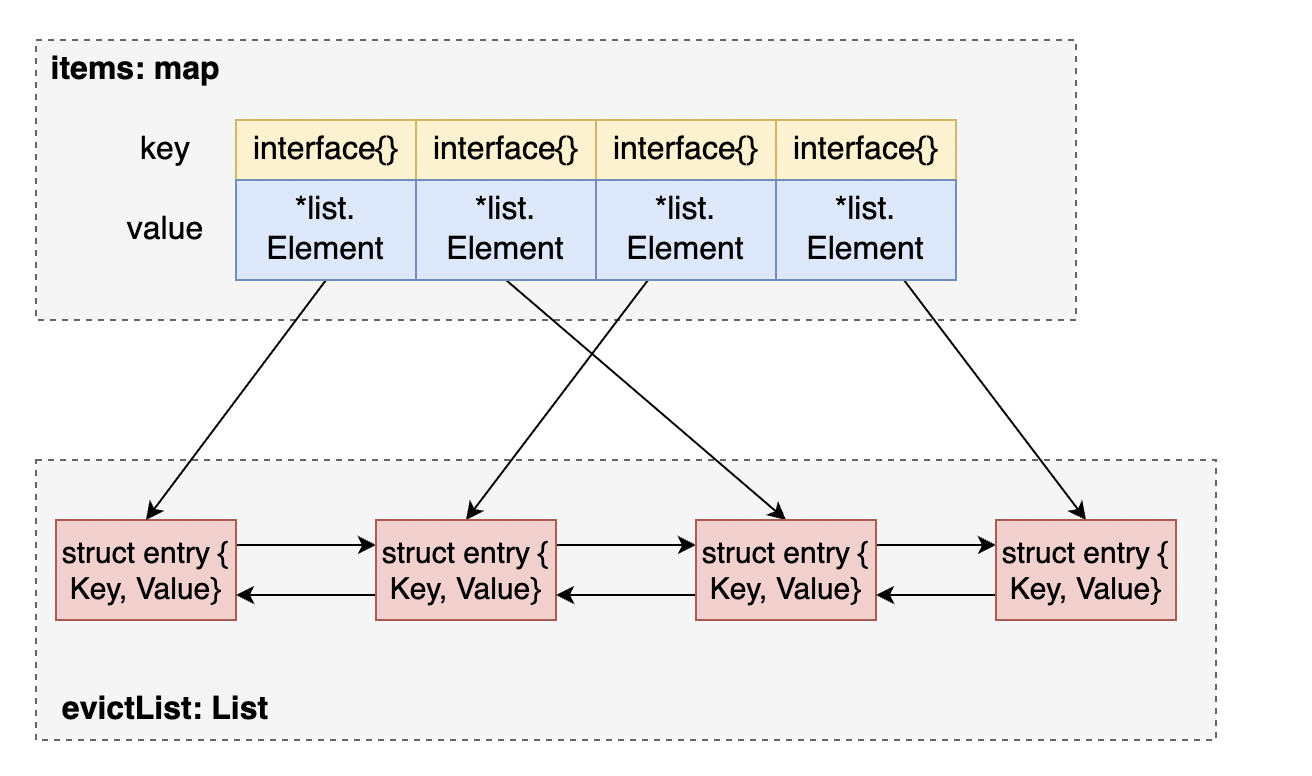 items: map
key
interface{}
interface{}
interface{}
interface{}
value
*list.
Element
*list.
Element
*list.
Element
*list.
Element
struct entry {
Key, Value}
struct entry {
Key, Value}
struct entry {
Key, Value}
struct entry {
Key, Value}
evictList: List